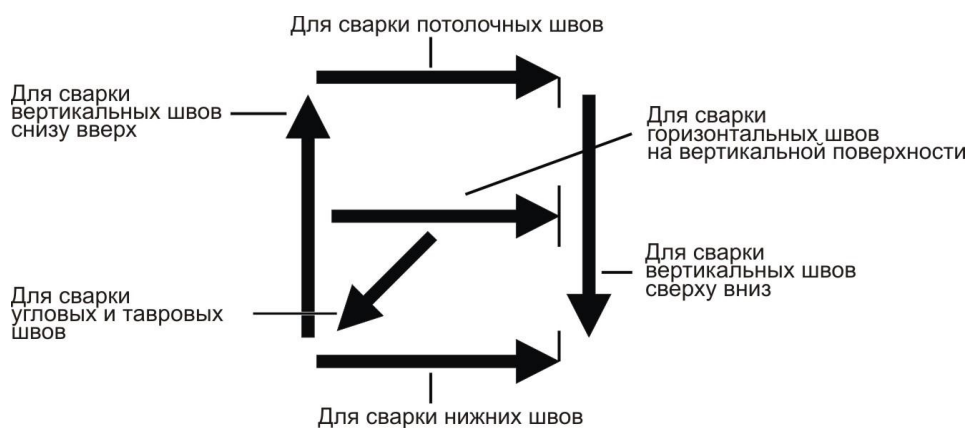 Для сварки потолочных швов
Для сварки
вертикальных швов
снизу вверх
Для сварки
горизонтальных швов
на вертикальной поверхности
Для сварки
вертикальных швов
сверху вниз
Для сварки
угловых и тавровых
швов
Для сварки нижних швов